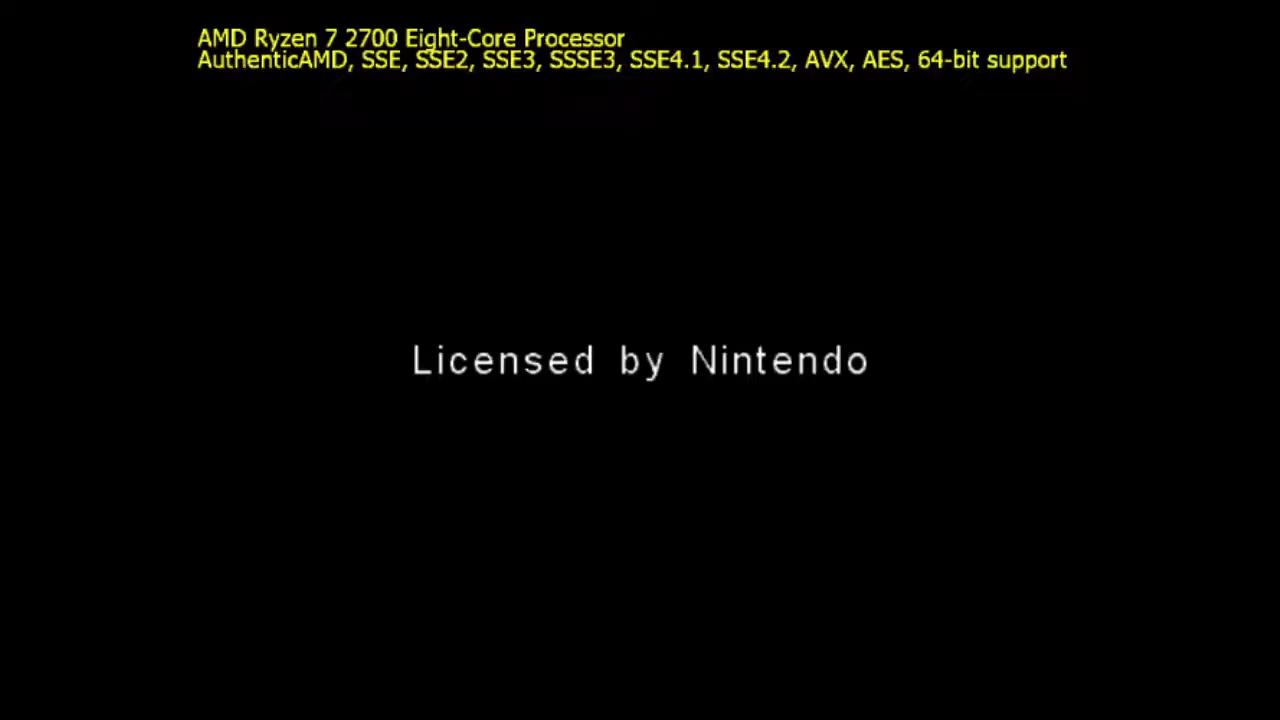 AMD Ryzen 7 2700 Eight-Core Processor
AuthenticAMD, SSE, SSE2, SSE3, SSSE3, SSE4.1, SSE4.2, AVX, AES, 64-bit support
Licensed by Nintendo